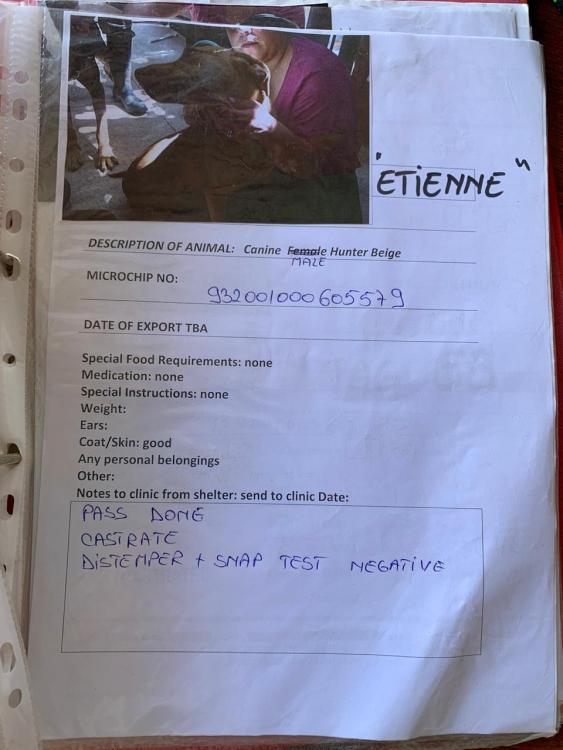 "ETiENNE"
DESCRIPTION OF ANIMAL: Canine Female Hunter Beige
MALE
MICROCHIP NO:
932001000605579
DATE OF EXPORT TBA
Special Food Requirements: none
Medication: none
Special Instructions: none
Weight:
Ears:
Coat/Skin: good
Any personal belongings
Other:
Notes to clinic from shelter: send to clinic Date:
PASS DONE
CASTRATE
DiSTEMPER + SNAP TEST NEGATiVE